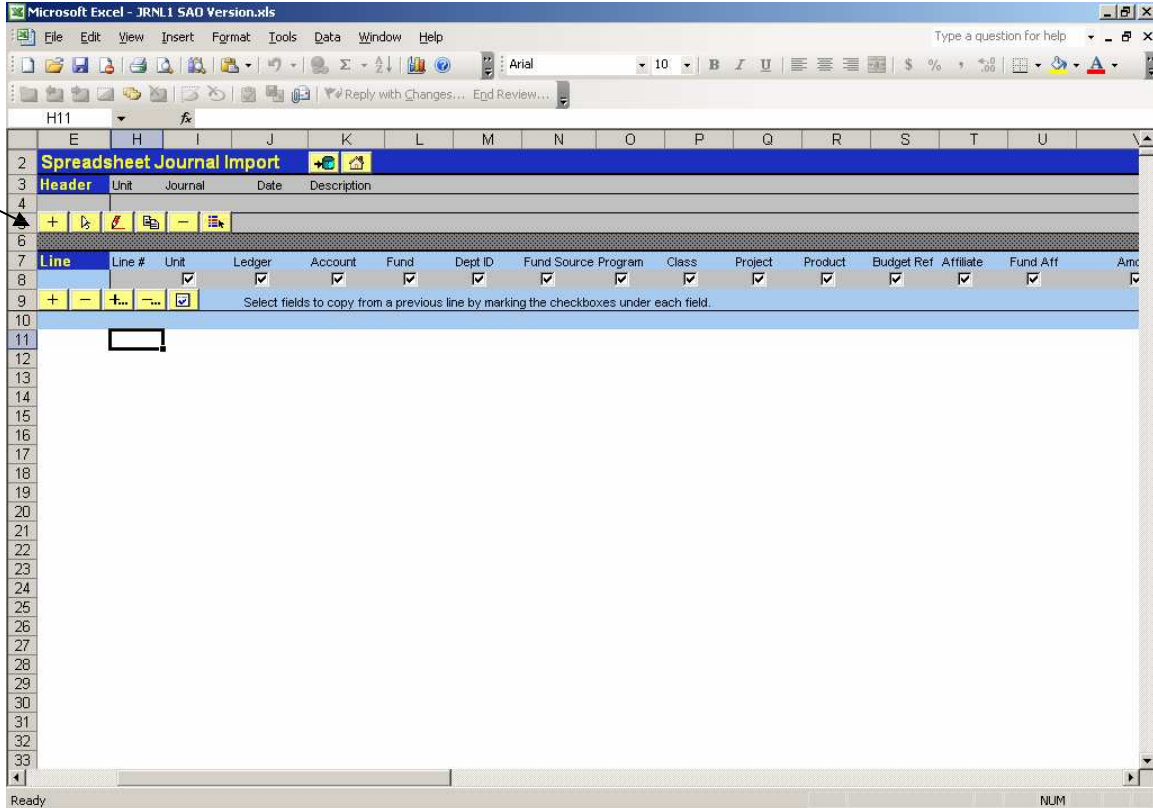 Microsoft Excel - JRNL1 SAO Version.xls
File Edit View Insert Format Tools Data Window Help Type a question for help
Arial 10 B I U $ % ,
Reply with Changes... End Review...
H11 fx
E H I J K L M N O P Q R S T U
2 Spreadsheet Journal Import
3 Header Unit Journal Date Description
4
6
7 Line Line # Unit Ledger Account Fund Dept ID Fund Source Program Class Project Product Budget Ref Affiliate Fund Aff
8
9 Select fields to copy from a previous line by marking the checkboxes under each field.
10
11
12
13
14
15
16
17
18
19
20
21
22
23
24
25
26
27
28
29
30
31
32
33
Ready NUM